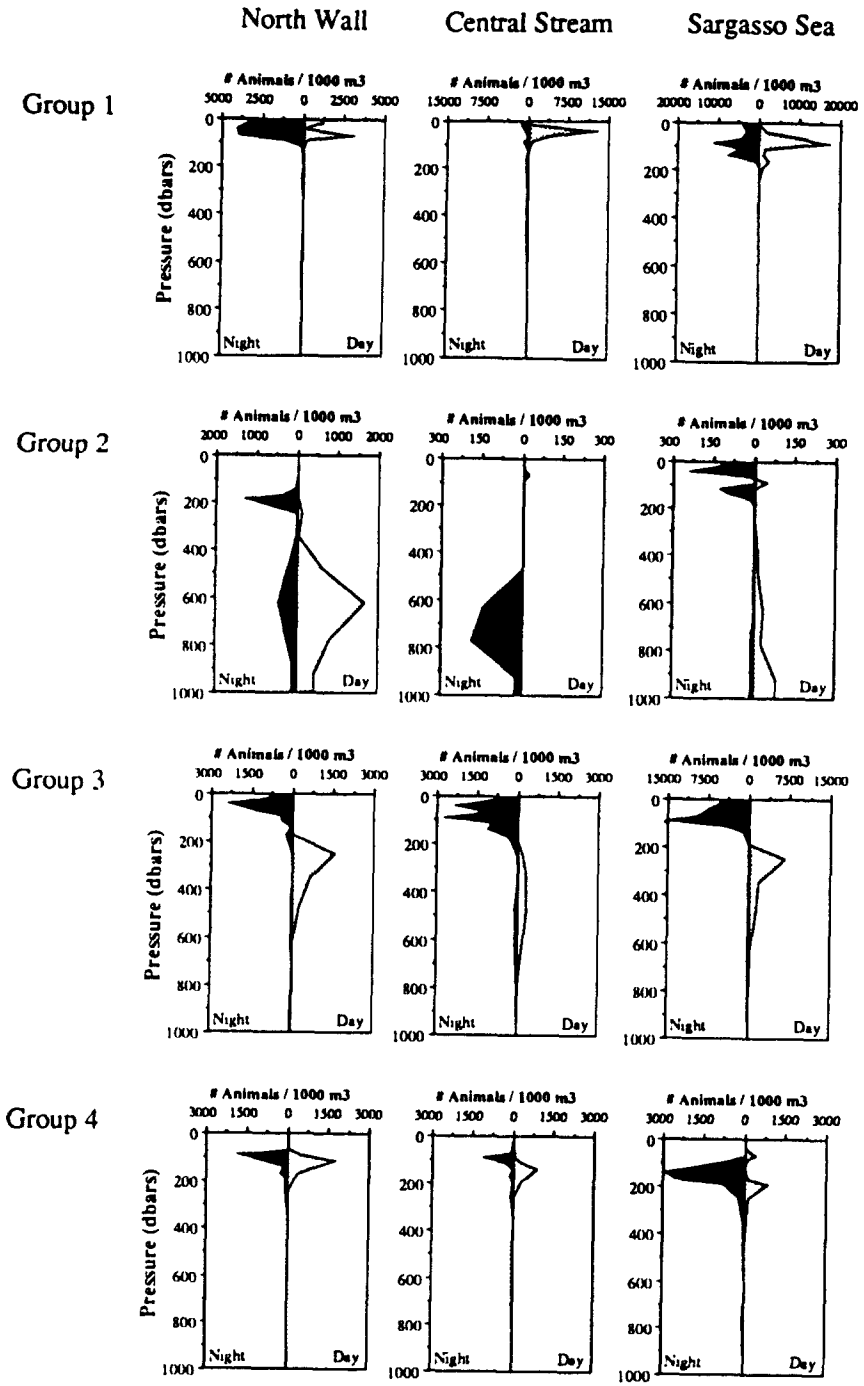 North Wall Central Stream Sargasso Sea
Group 1
# Animals / 1000 m3 # Animals / 1000 m3 # Animals / 1000 m3
3000 2500 0 2500 5000 15000 7500 0 7500 15000 20000 10000 0 10000 20000
Pressure (dbars)
0 0 0
200 200 200
400 400 400
600 600 600
800 800 800
1000 1000 1000
Night Day Night Day Night Day
Group 2
# Animals / 1000 m3 # Animals / 1000 m3 # Animals / 1000 m3
2000 1000 0 1000 2000 300 150 0 150 300 300 150 0 150 300
Pressure (dbars)
0 0 0
200 200 200
400 400 400
600 600 600
800 800 800
1000 1000 1000
Night Day Night Day Night Day
Group 3
# Animals / 1000 m3 # Animals / 1000 m3 # Animals / 1000 m3
3000 1500 0 1500 3000 3000 1500 0 1500 3000 15000 7500 0 7500 15000
Pressure (dbars)
0 0 0
200 200 200
400 400 400
600 600 600
800 800 800
1000 1000 1000
Night Day Night Day Night Day
Group 4
# Animals / 1000 m3 # Animals / 1000 m3 # Animals / 1000 m3
3000 1500 0 1500 3000 3000 1500 0 1500 3000 3000 1500 0 1500 3000
Pressure (dbars)
0 0 0
200 200 200
400 400 400
600 600 600
800 800 800
1000 1000 1000
Night Day Night Day Night Day